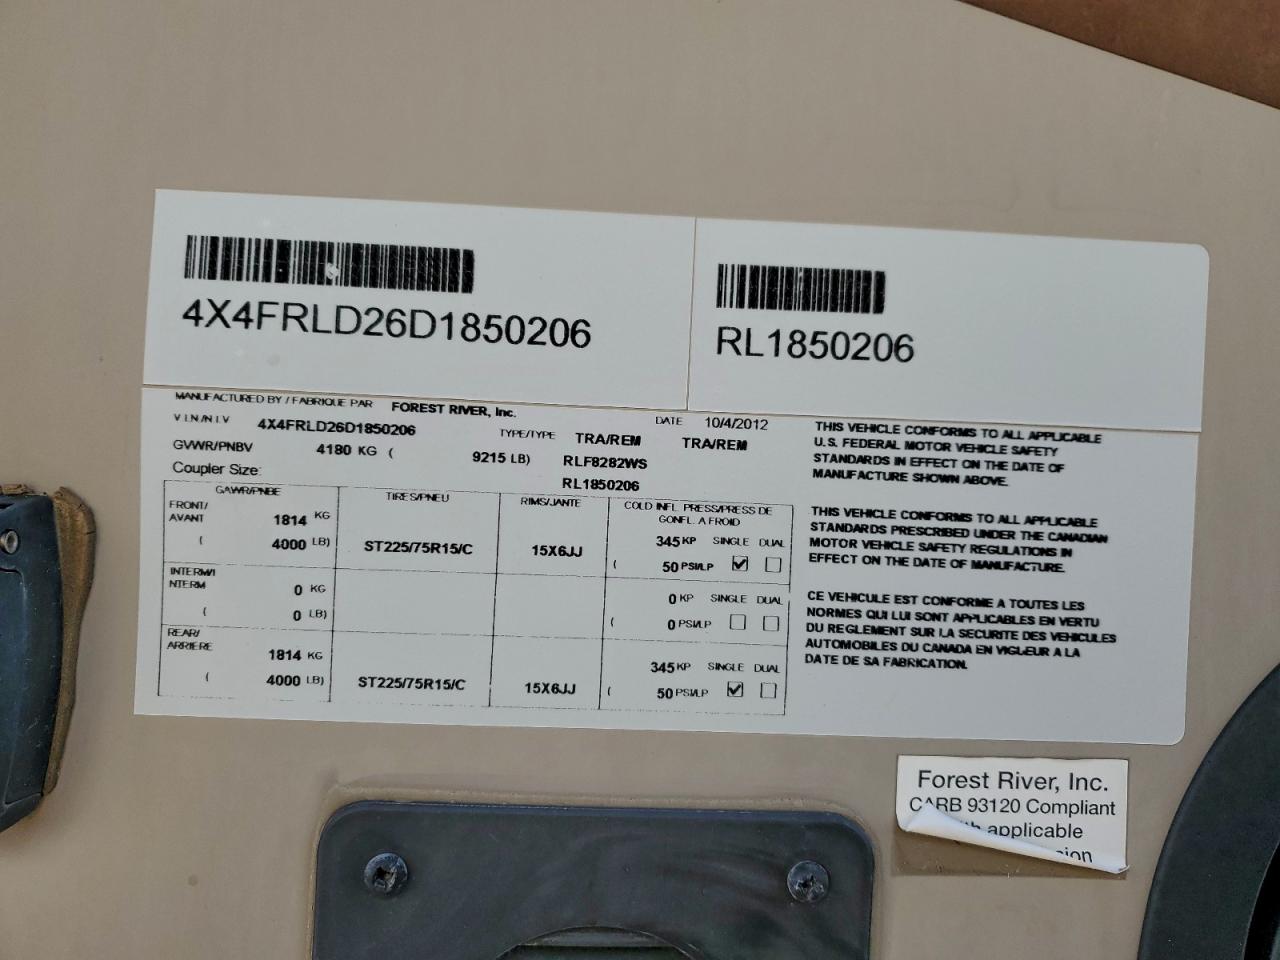 4X4FRLD26D1850206
RL1850206
MANUFACTURED BY / FABRIQUE PAR FOREST RIVER, Inc. DATE 10/4/2012
V I N /N I V 4X4FRLD26D1850206 TYPE/TYPE TRA/REM TRA/REM
GVWR/PNBV 4180 KG ( 9215 LB) RLF8282WS
Coupler Size: RL1850206
GAWR/PNBE TIRES/PNEU RIMS/JANTE COLD INFL. PRESS/PRESS DE
GONFL. A FROID
FRONT/
AVANT 1814 KG 345 KP SINGLE DUAL
( 4000 LB) ST225/75R15/C 15X6JJ ( 50 PSI/LP
INTERM/I
NTERM 0 KG 0 KP SINGLE DUAL
( 0 LB) ( 0 PSI/LP
REAR/
ARRIERE 1814 KG 345 KP SINGLE DUAL
( 4000 LB) ST225/75R15/C 15X6JJ ( 50 PSI/LP
THIS VEHICLE CONFORMS TO ALL APPLICABLE
U.S. FEDERAL MOTOR VEHICLE SAFETY
STANDARDS IN EFFECT ON THE DATE OF
MANUFACTURE SHOWN ABOVE.
THIS VEHICLE CONFORMS TO ALL APPLICABLE
STANDARDS PRESCRIBED UNDER THE CANADIAN
MOTOR VEHICLE SAFETY REGULATIONS IN
EFFECT ON THE DATE OF MANUFACTURE.
CE VEHICULE EST CONFORME A TOUTES LES
NORMES QUI LUI SONT APPLICABLES EN VERTU
DU REGLEMENT SUR LA SECURITE DES VEHICULES
AUTOMOBILES DU CANADA EN VIGUEUR A LA
DATE DE SA FABRICATION.
Forest River, Inc.
CARB 93120 Compliant
applicable